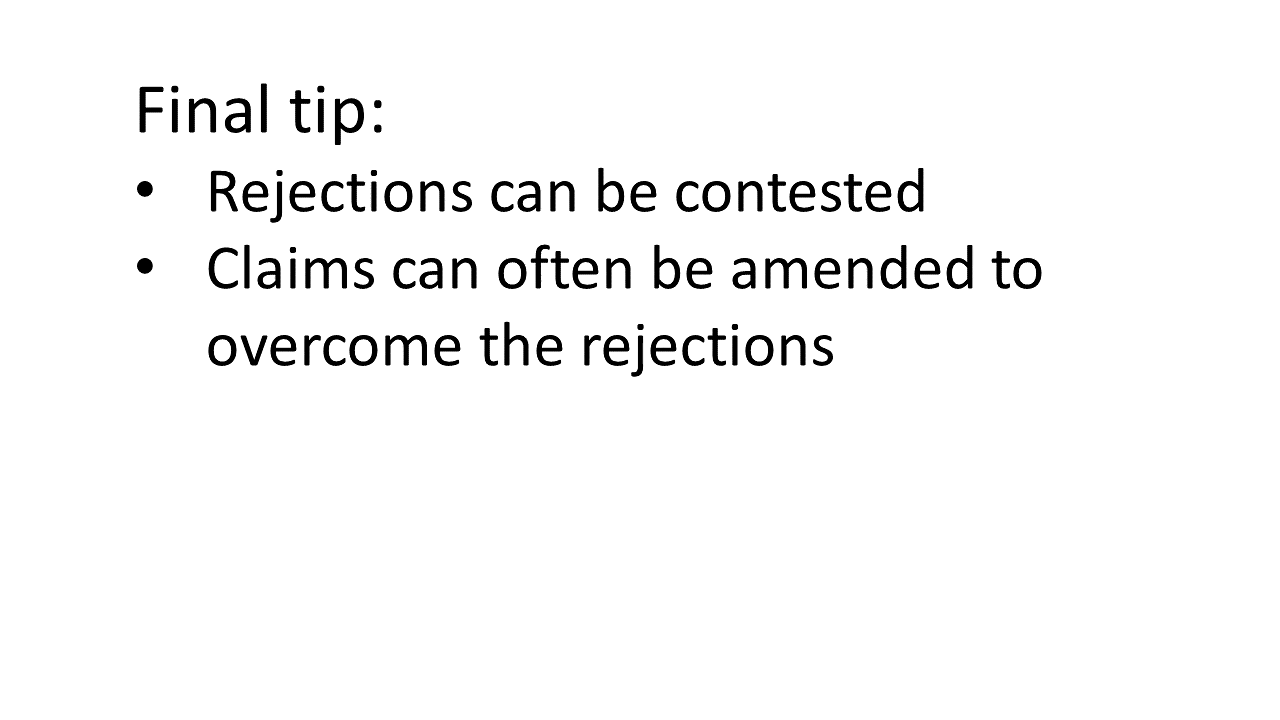 Final tip:
• Rejections can be contested
• Claims can often be amended to
overcome the rejections